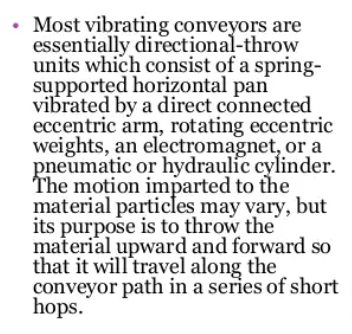 • Most vibrating conveyors are
essentially directional-throw
units which consist of a spring-
supported horizontal pan
vibrated by a direct connected
eccentric arm, rotating eccentric
weights, an electromagnet, or a
pneumatic or hydraulic cylinder.
The motion imparted to the
material particles may vary, but
its purpose is to throw the
material upward and forward so
that it will travel along the
conveyor path in a series of short
hops.